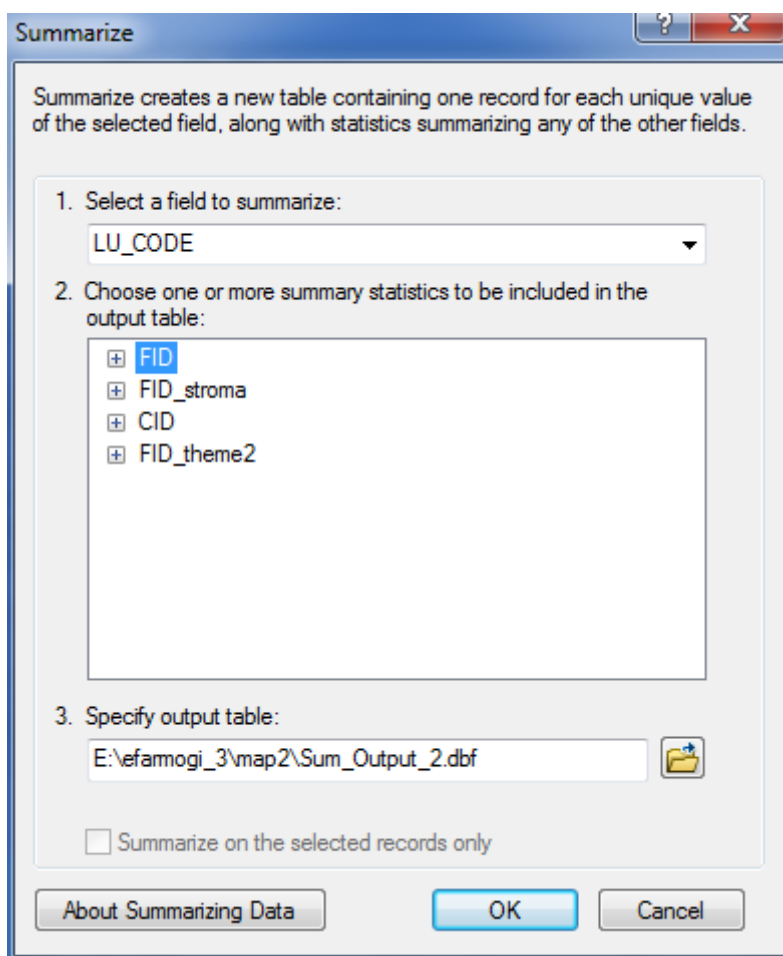 Summarize
?
X
Summarize creates a new table containing one record for each unique value
of the selected field, along with statistics summarizing any of the other fields.
1. Select a field to summarize:
LU_CODE
2. Choose one or more summary statistics to be included in the
output table:
FID
FID_stroma
CID
FID_theme2
3. Specify output table:
E:\efarmogi_3\map2\Sum_Output_2.dbf
Summarize on the selected records only
About Summarizing Data
OK
Cancel